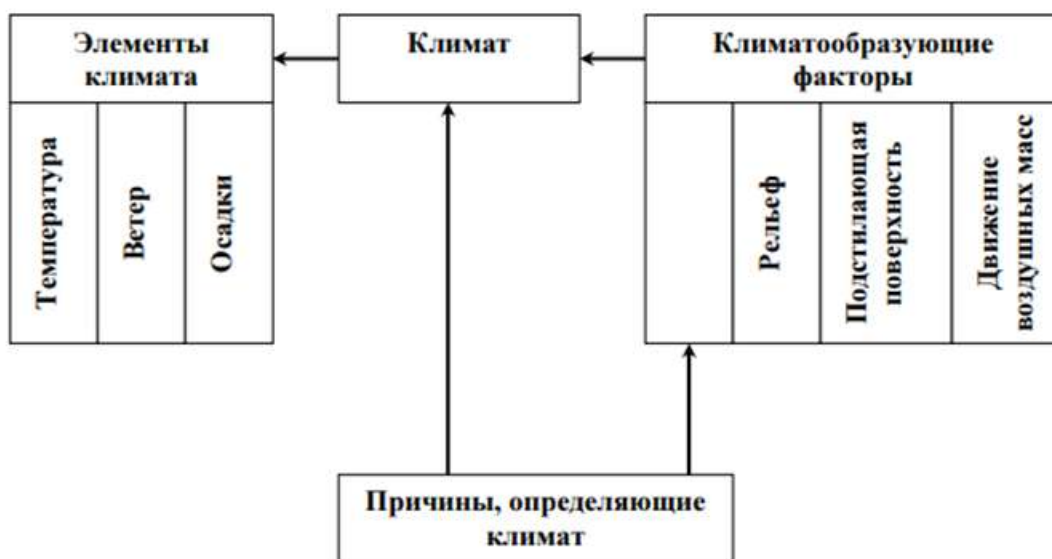 Элементы
климата
Климат
Климатообразующие
факторы
Температура
Ветер
Осадки
Рельеф
Подстилающая
поверхность
Движение
воздушных масс
Причины, определяющие
климат